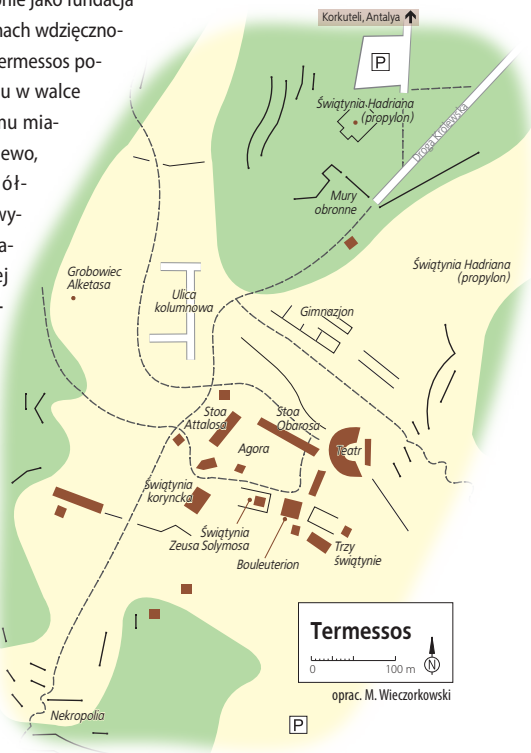 onie jako fundacja
nach wdzięczno-
ermessos po-
u w walce
mu mia-
ewo,
ół-
wy-
a-
ej
-
Korkuteli, Antalya
P
Świątynia Hadriana
(propylon)
Droga Królewska
Mury
obronne
Świątynia Hadriana
(propylon)
Grobowiec
Alketasa
Ulica
kolumnowa
Gimnazjon
Stoa
Attalosa
Stoa
Obarosa
Agora
Teatr
Świątynia
koryncka
Świątynia
Zeusa Solymosa
Bouleuterion
Trzy
świątynie
Termessos
0 100 m
N
oprac. M. Wieczorkowski
Nekropolia
P